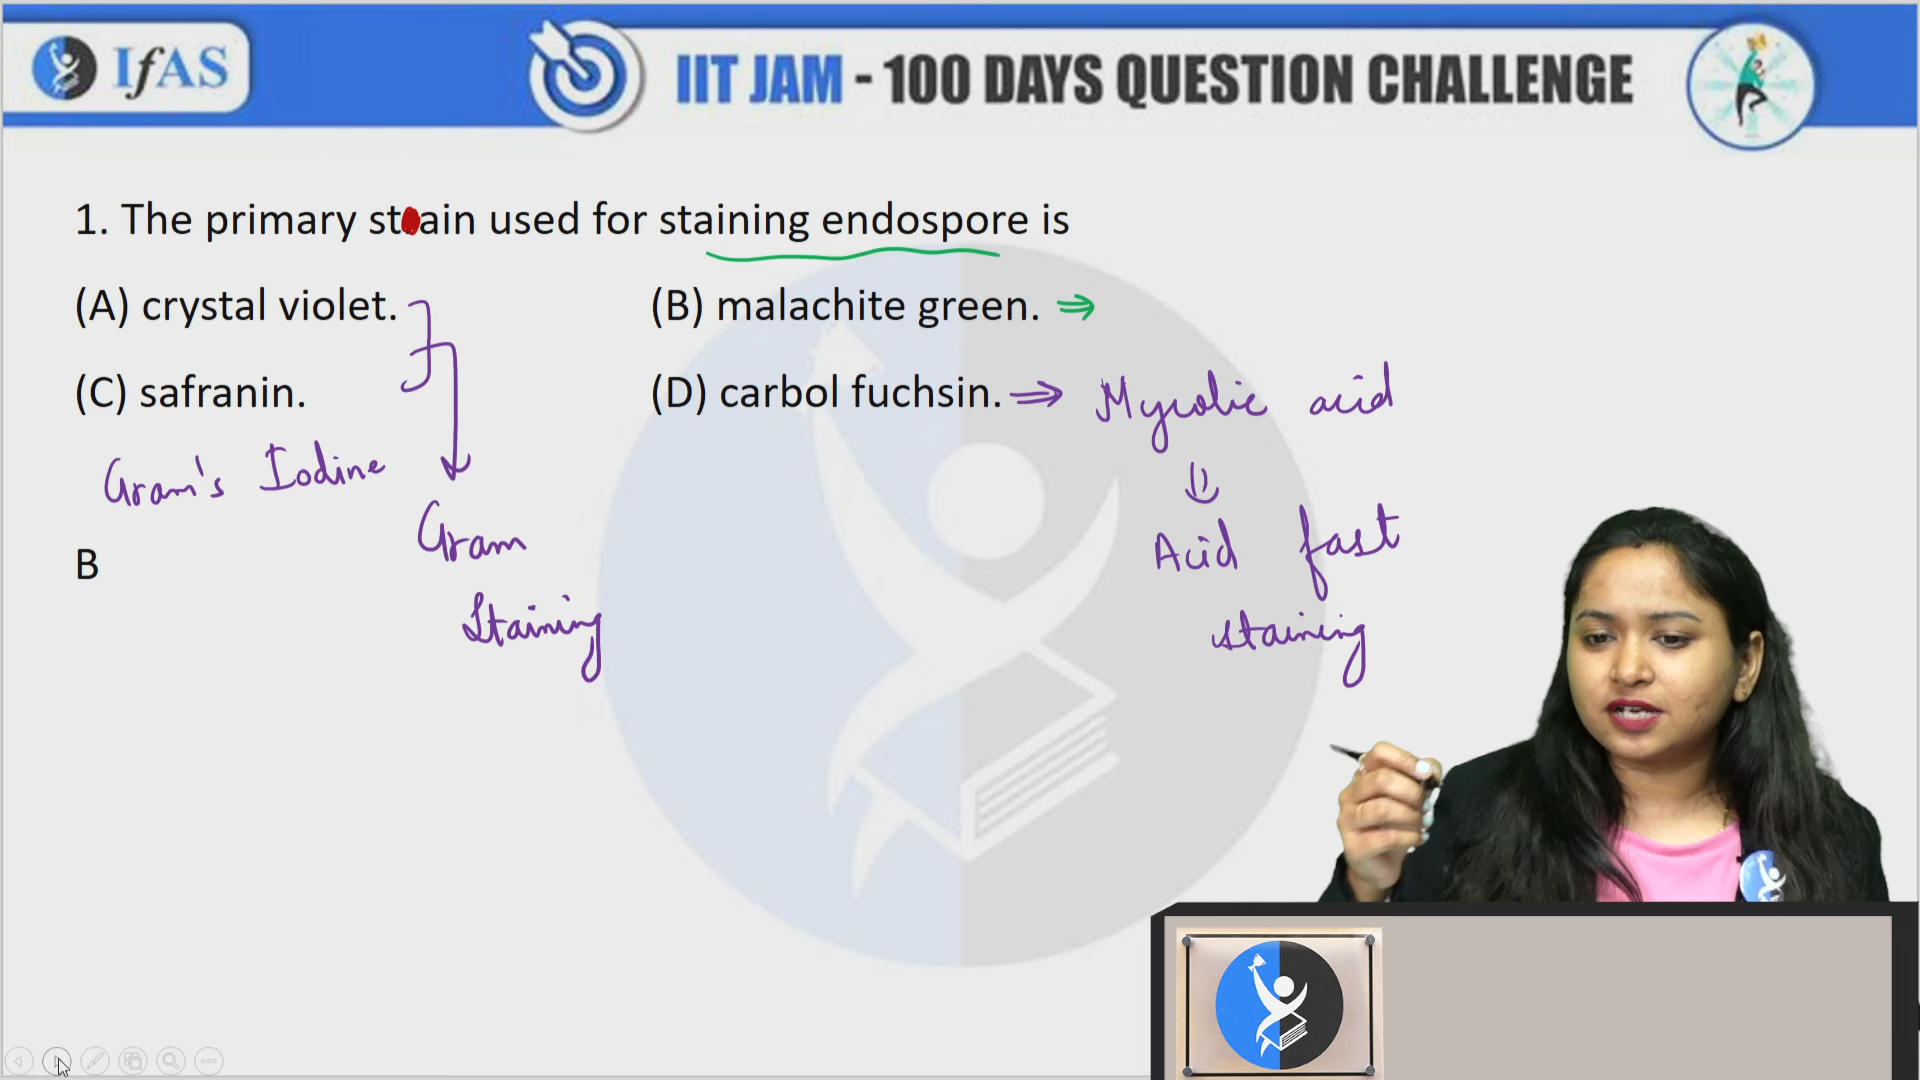 IfAS
IIT JAM - 100 DAYS QUESTION CHALLENGE
1. The primary stain used for staining endospore is
(A) crystal violet.
(B) malachite green. ⇒
(C) safranin.
(D) carbol fuchsin. ⇒ Mycolic acid
Gram's Iodine
Gram
Staining
Acid fast
staining
B